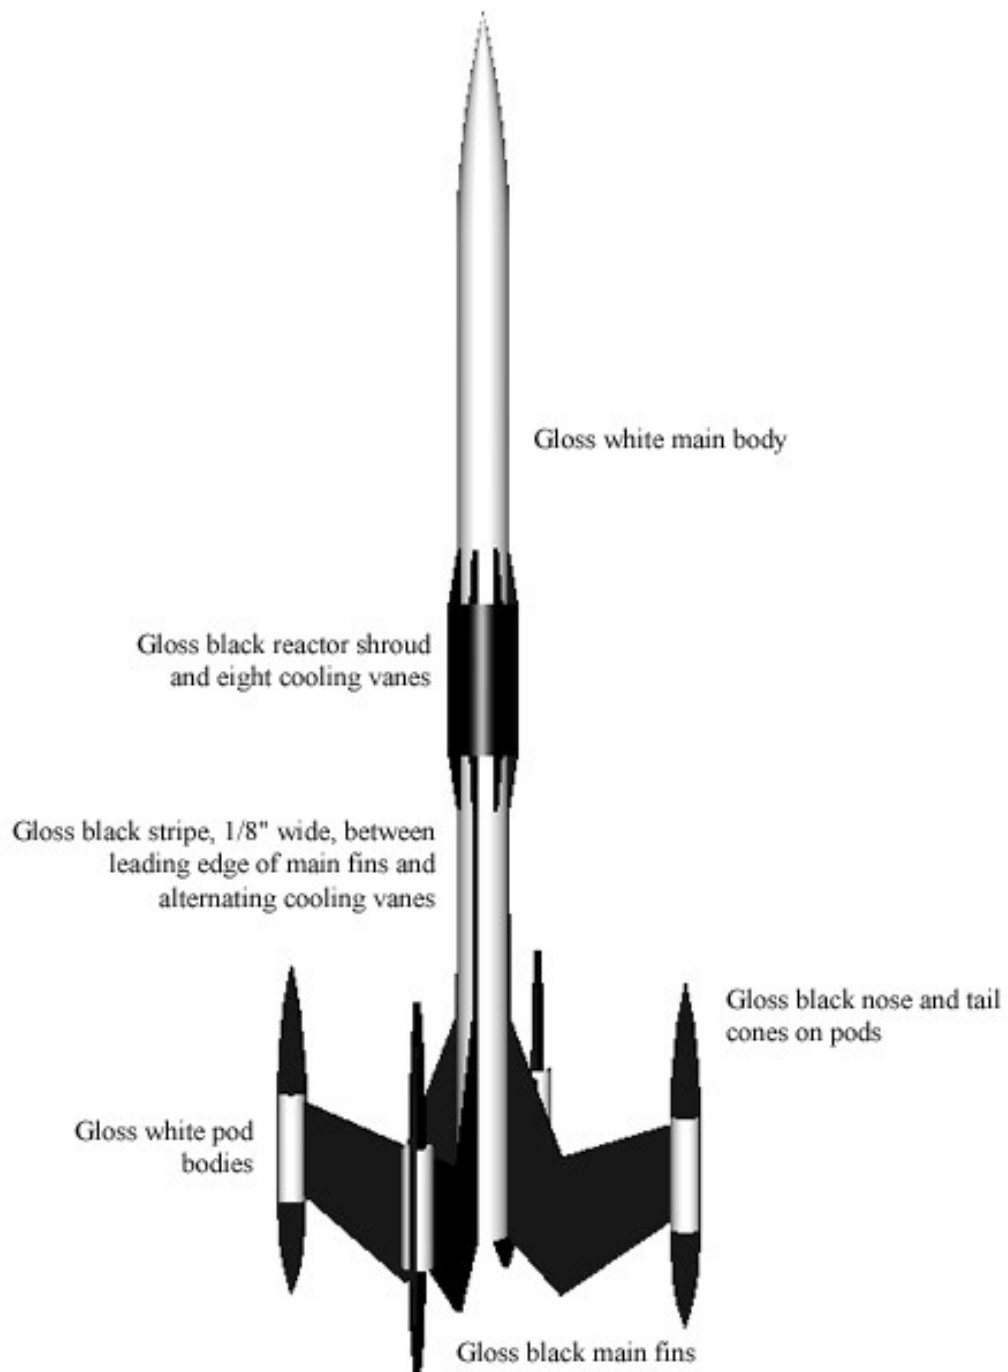 Gloss white main body
Gloss black reactor shroud
and eight cooling vanes
Gloss black stripe, 1/8" wide, between
leading edge of main fins and
alternating cooling vanes
Gloss black nose and tail
cones on pods
Gloss white pod
bodies
Gloss black main fins